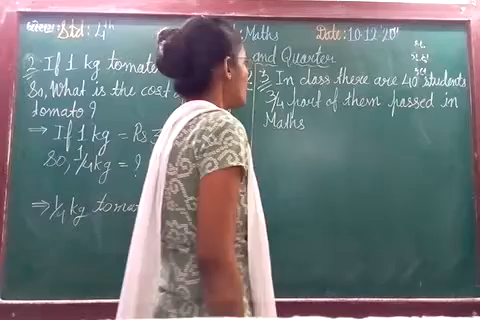 Std: 4th
: Maths
Date: 10-12-20
and Quarter
2 If 1 kg tomato
So, What is the cost
tomato?
⇒ If 1 kg = Rs 3
So, 1/4 kg = ?
⇒ 1/4 kg
3 In class there are 40 students
3/4 part of them passed in
Maths